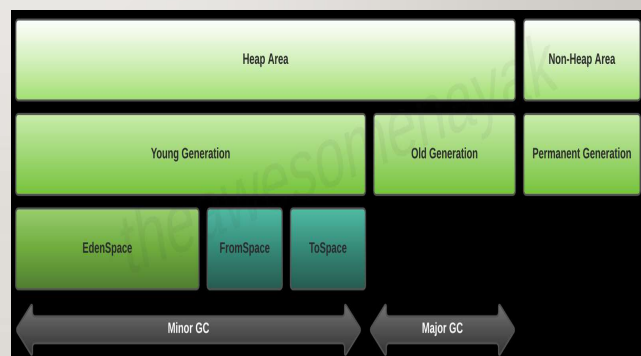 Heap Area
Non-Heap Area
Young Generation
Old Generation
Permanent Generation
EdenSpace
FromSpace
ToSpace
Minor GC
Major GC
theawesomenayak